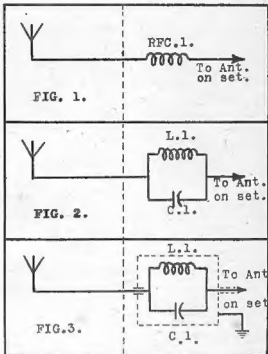 RFC.1.
To Ant.
on set.
FIG. 1.
L.1.
To Ant.
on set.
C.1.
FIG. 2.
L.1.
To Ant
on set.
C.1.
FIG.3.